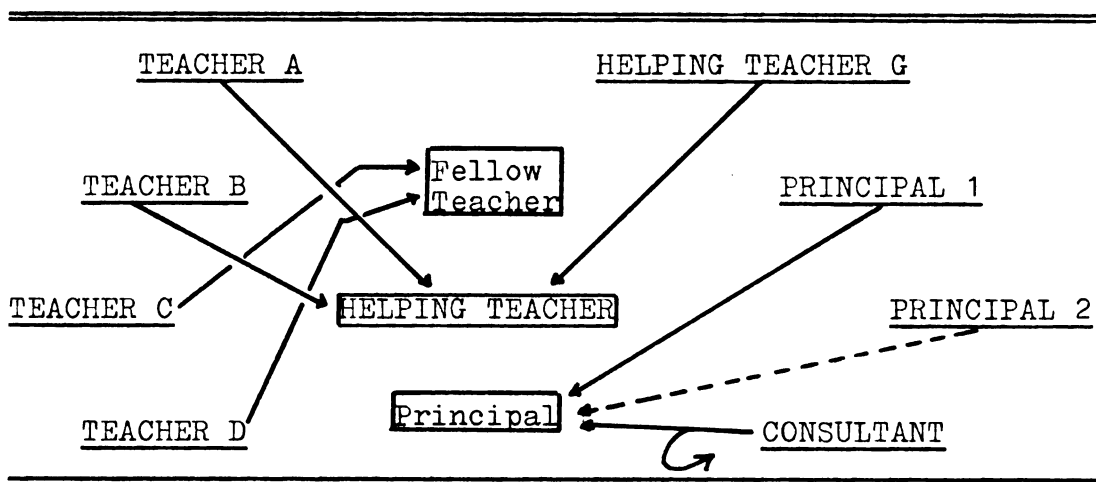 TEACHER A
HELPING TEACHER G
Fellow
Teacher
TEACHER B
PRINCIPAL 1
TEACHER C
HELPING TEACHER
PRINCIPAL 2
Principal
TEACHER D
CONSULTANT